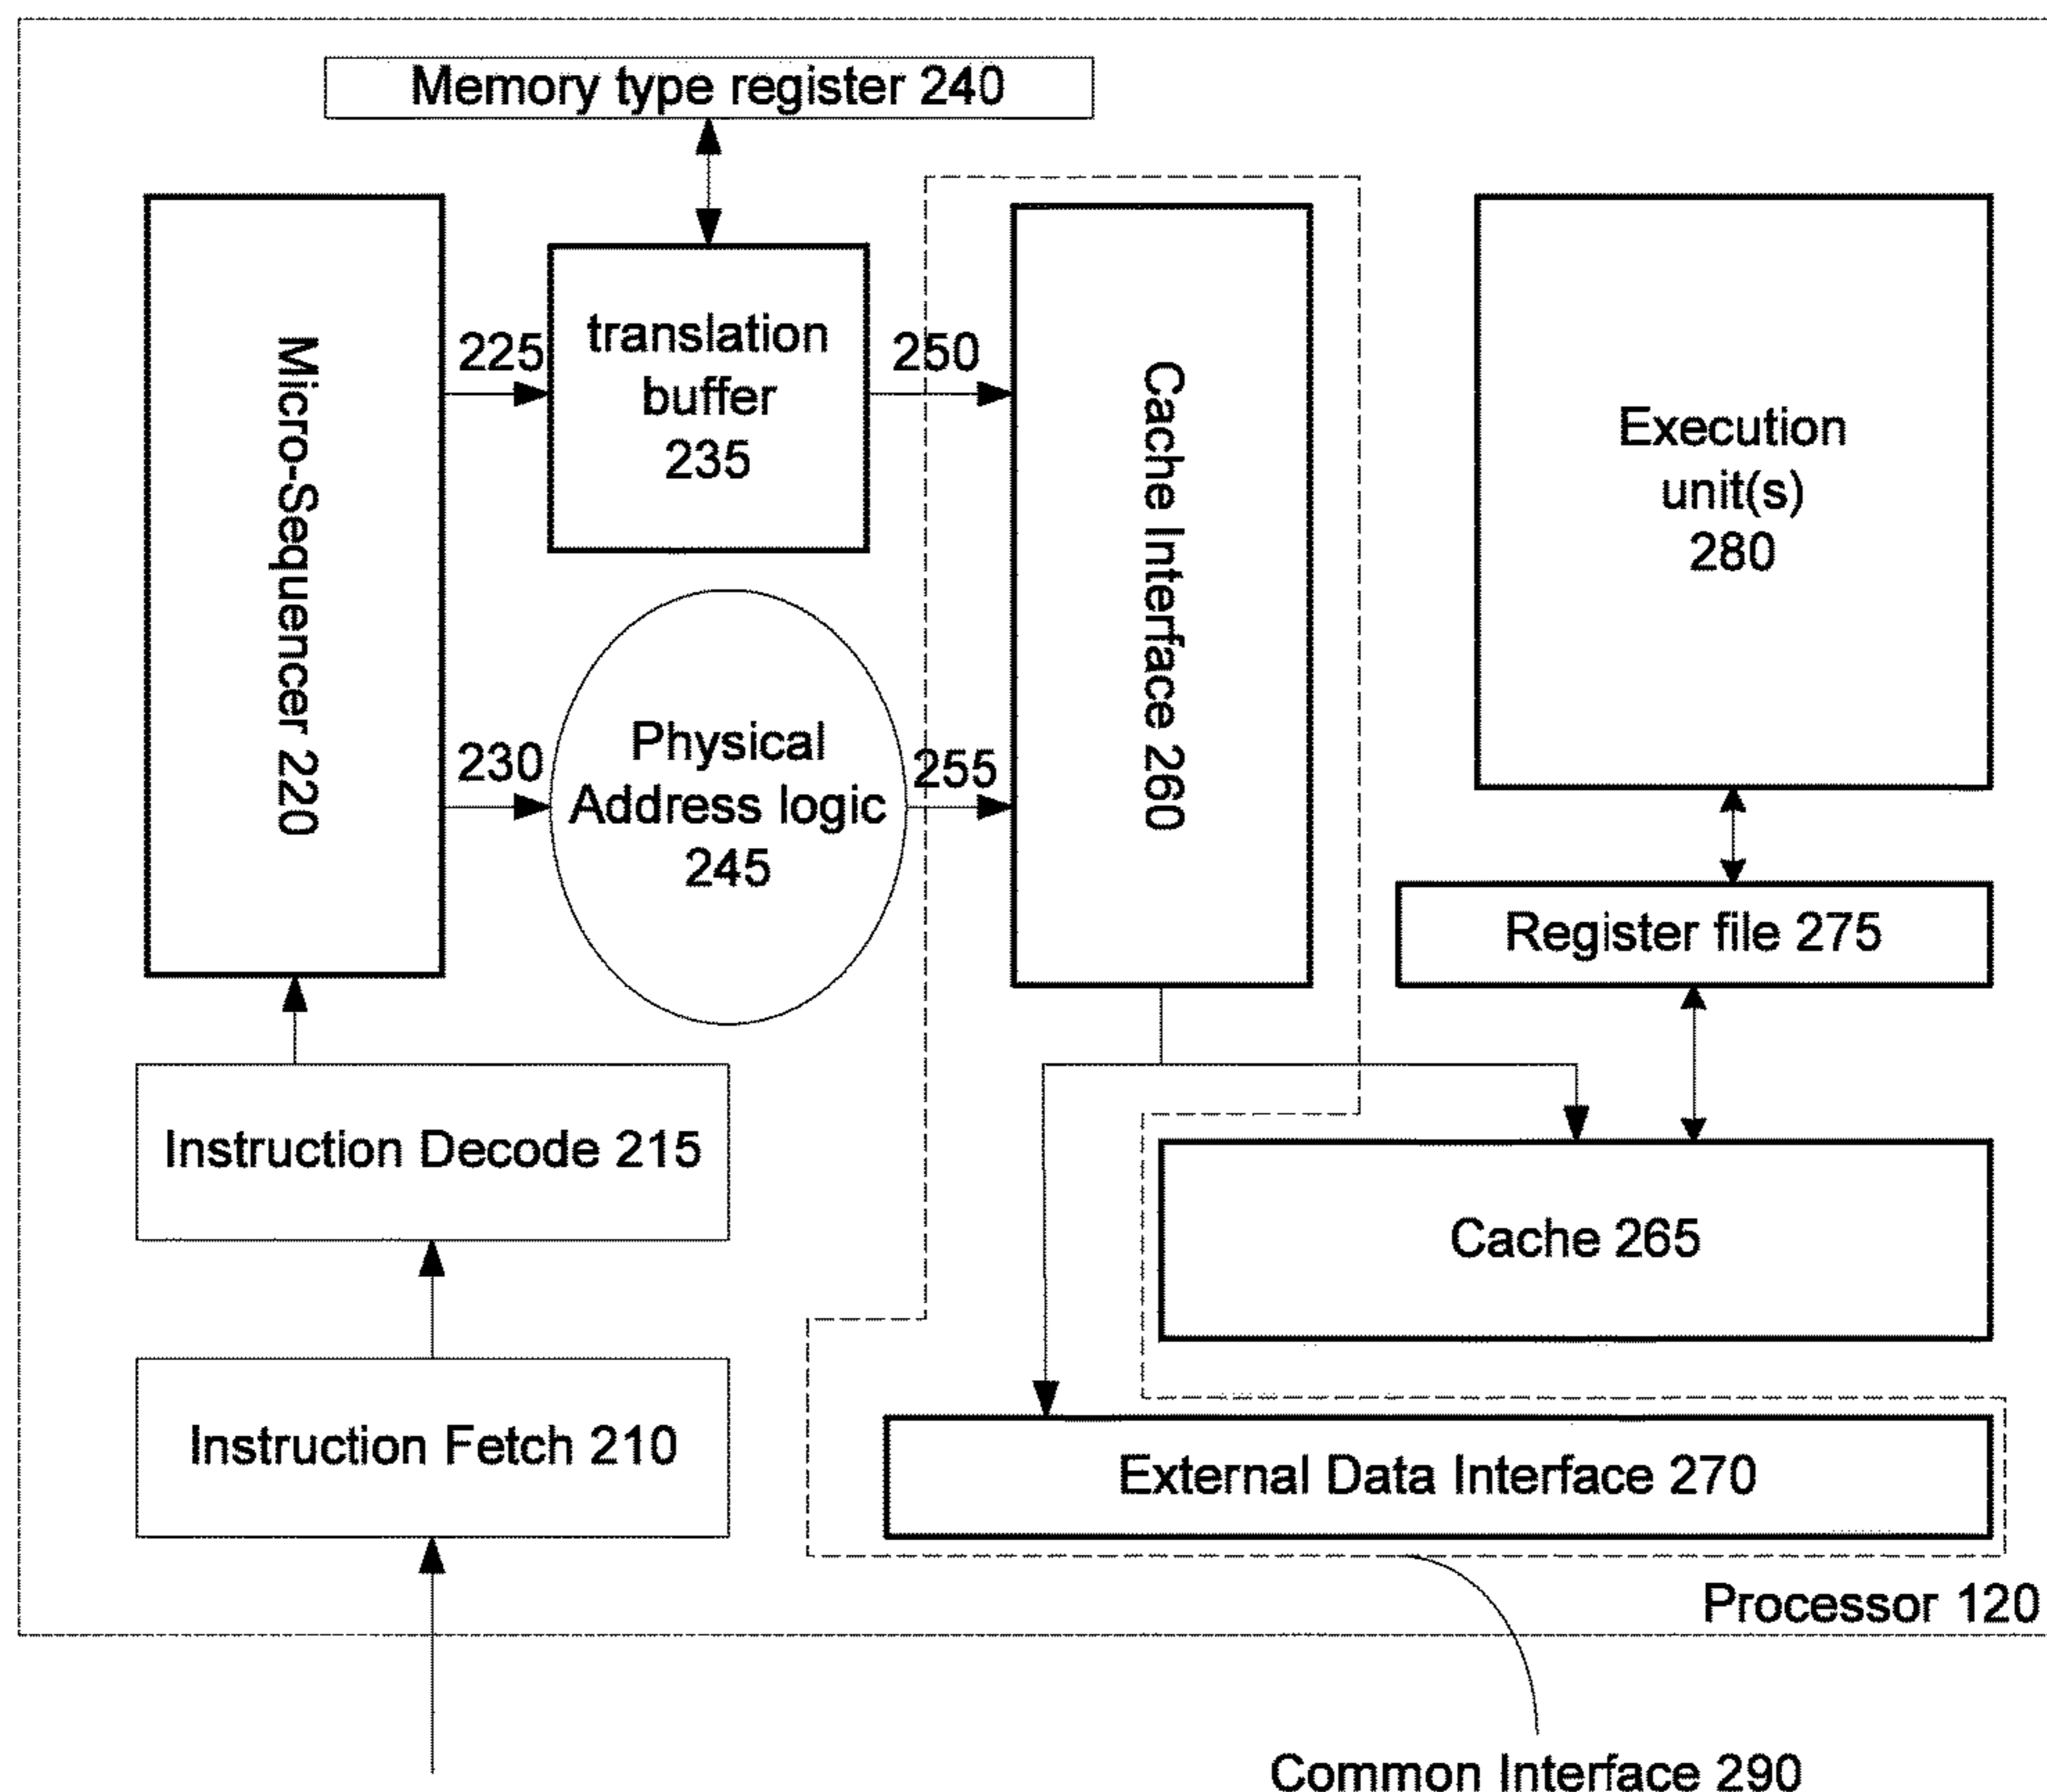 Memory type register 240
Micro-Sequencer 220
225
translation
buffer
235
250
Cache Interface 260
Execution
unit(s)
280
230
Physical
Address logic
245
255
Register file 275
Instruction Decode 215
Cache 265
Instruction Fetch 210
External Data Interface 270
Processor 120
Common Interface 290